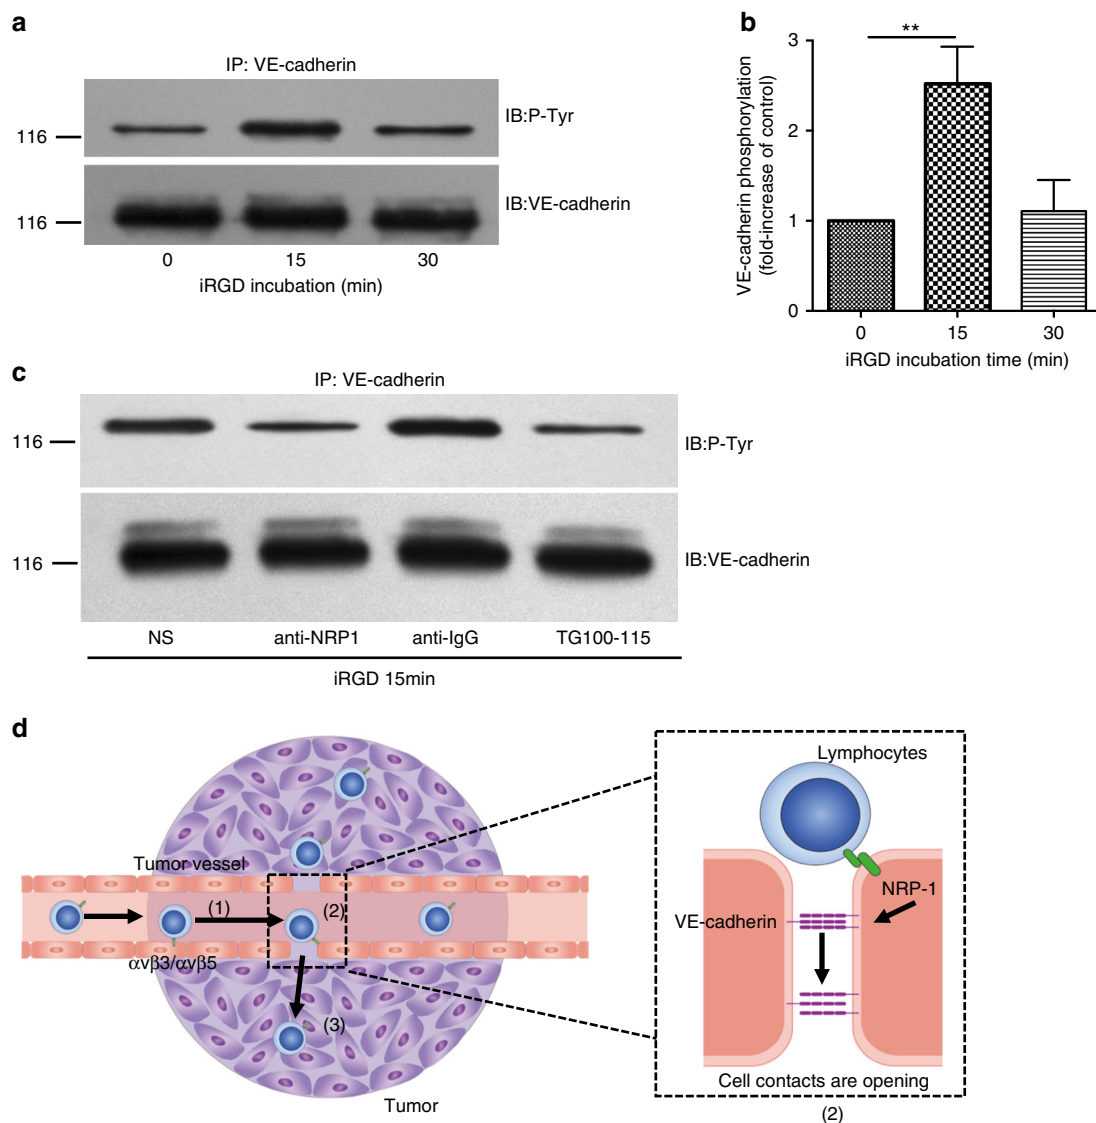 a
IP: VE-cadherin
116
IB:P-Tyr
116
IB:VE-cadherin
0 15 30
iRGD incubation (min)
b
VE-cadherin phosphorylation
(fold-increase of control)
3
2
1
0
**
0 15 30
iRGD incubation time (min)
c
IP: VE-cadherin
116
IB:P-Tyr
116
IB:VE-cadherin
NS anti-NRP1 anti-IgG TG100-115
iRGD 15min
d
Tumor vessel
(1)
(2)
αvβ3/αvβ5
(3)
Tumor
Lymphocytes
NRP-1
VE-cadherin
Cell contacts are opening
(2)